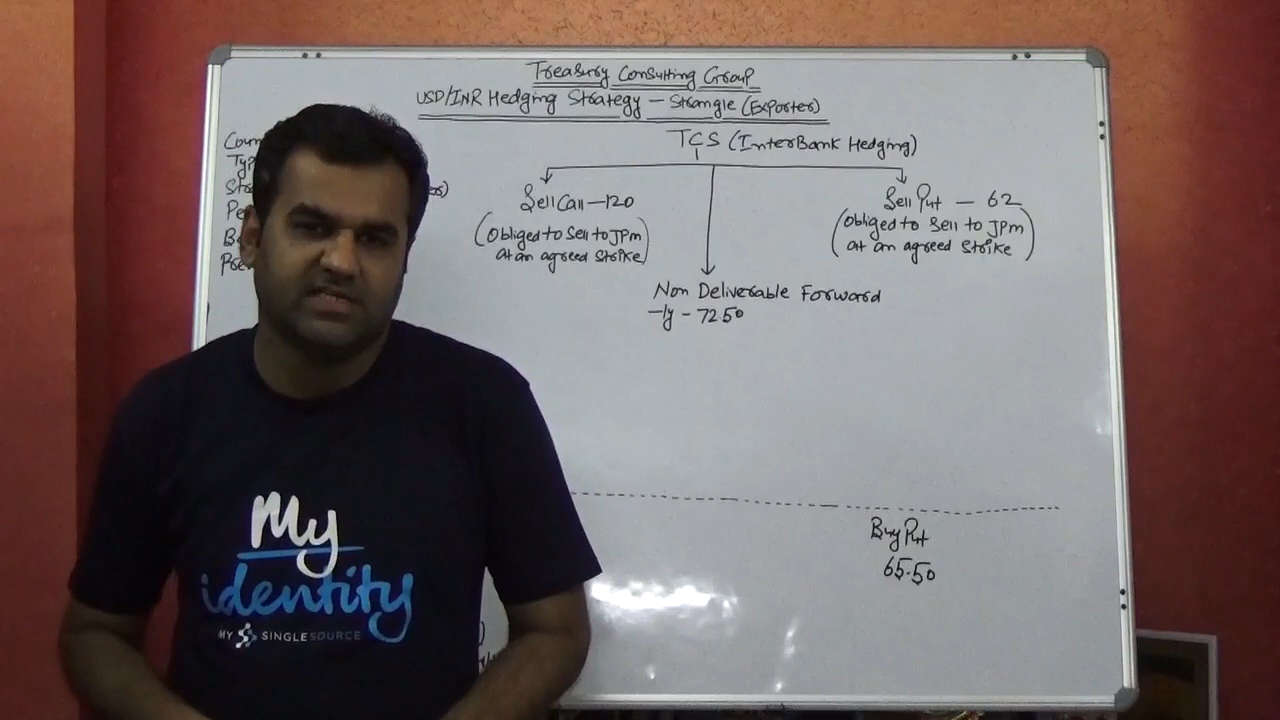 Treasury Consulting Group
USD/INR Hedging Strategy - Strangle (Exporter)
TCS (InterBank Hedging)
Sell Call - 120
(Obliged to Sell to JPm
at an agreed Strike)
Sell Put - 62
(Obliged to Sell to JPm
at an agreed Strike)
Non Deliverable Forward
-1y - 7250
Buy Put
65.50
My
identity
MY SINGLESOURCE